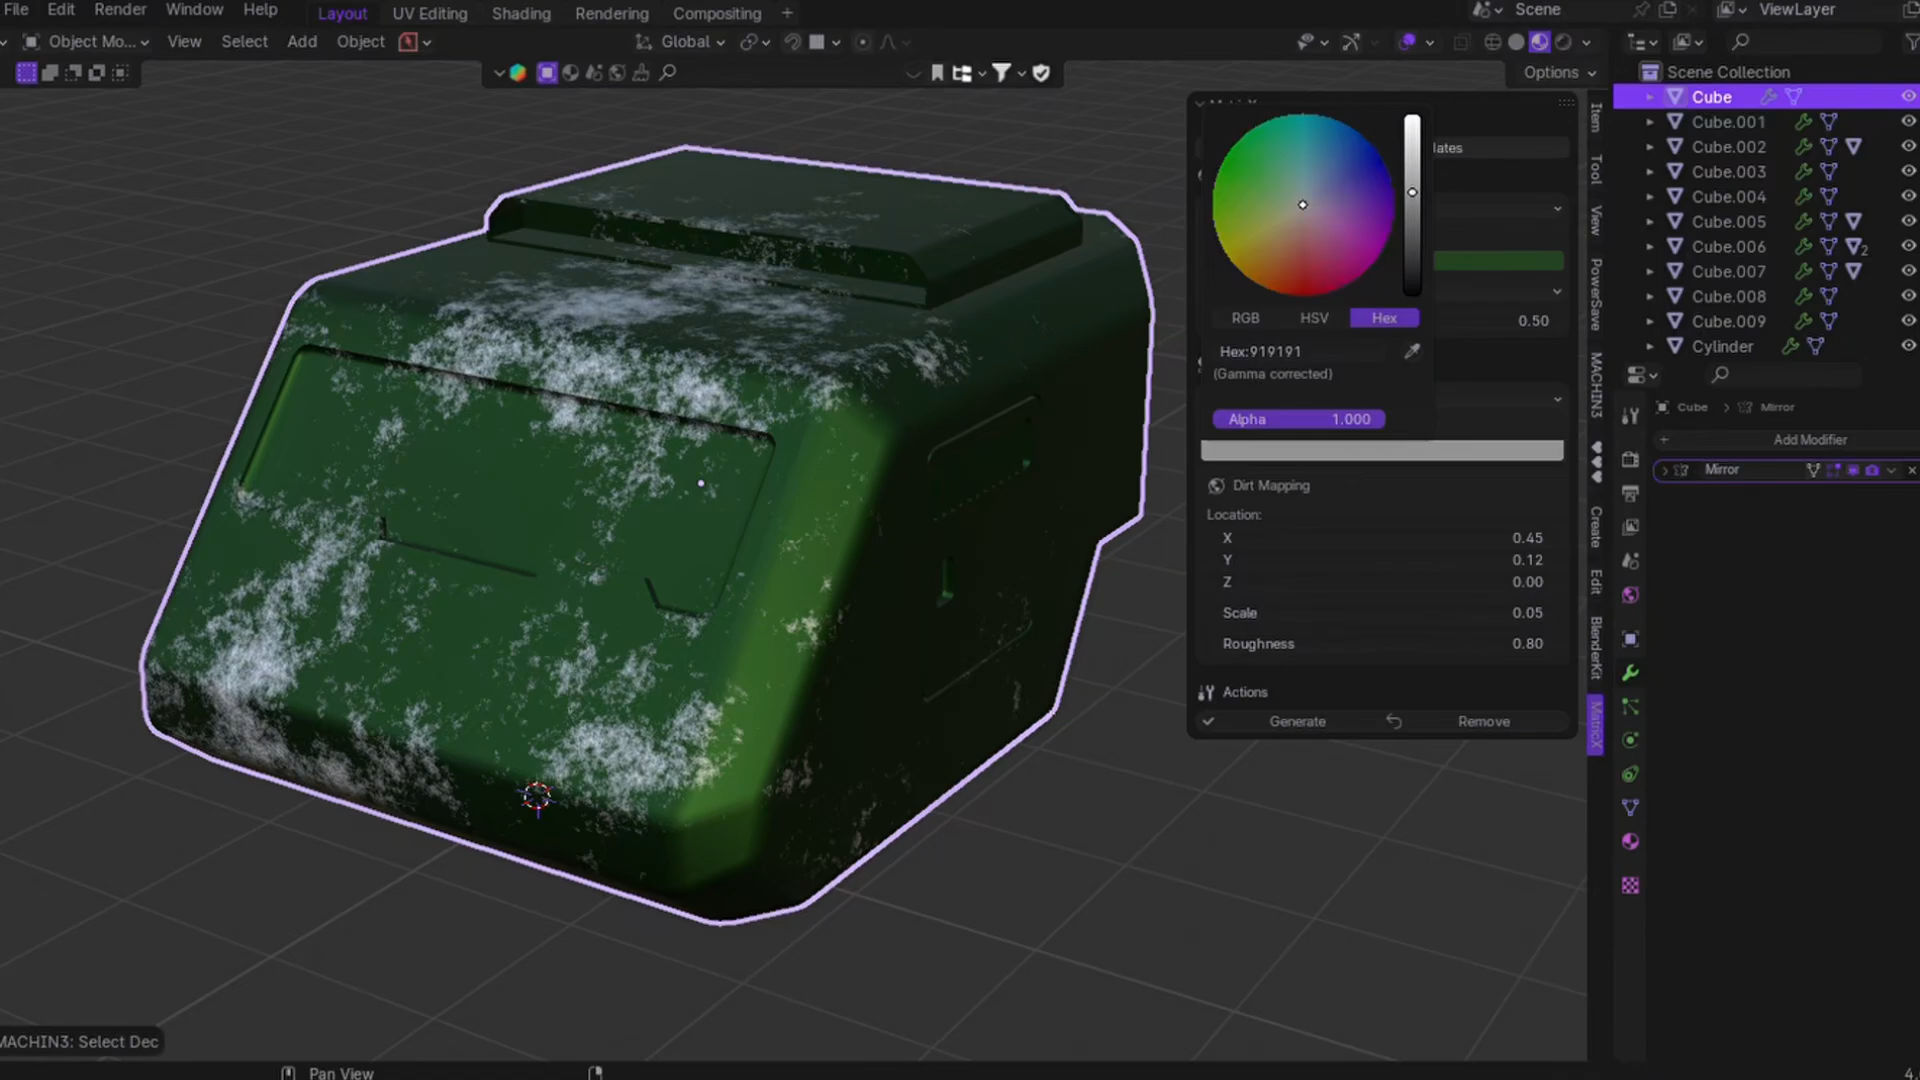 File Edit Render Window Help Layout UV Editing Shading Rendering Compositing + Scene ViewLayer
Object Mo... View Select Add Object Global
Options
Scene Collection
Cube
Cube.001
Cube.002
Cube.003
Cube.004
Cube.005
Cube.006 2
Cube.007
Cube.008
Cube.009
Cylinder
Cube > Mirror
+ Add Modifier
Mirror
lates
0.50
RGB HSV Hex
Hex:919191
(Gamma corrected)
Alpha 1.000
Dirt Mapping
Location:
X 0.45
Y 0.12
Z 0.00
Scale 0.05
Roughness 0.80
Actions
Generate Remove
Item
Tool
View
PowerSave
MACHIN3
Create
Edit
BlenderKit
MatricX
MACHIN3: Select Dec
Pan View
4.